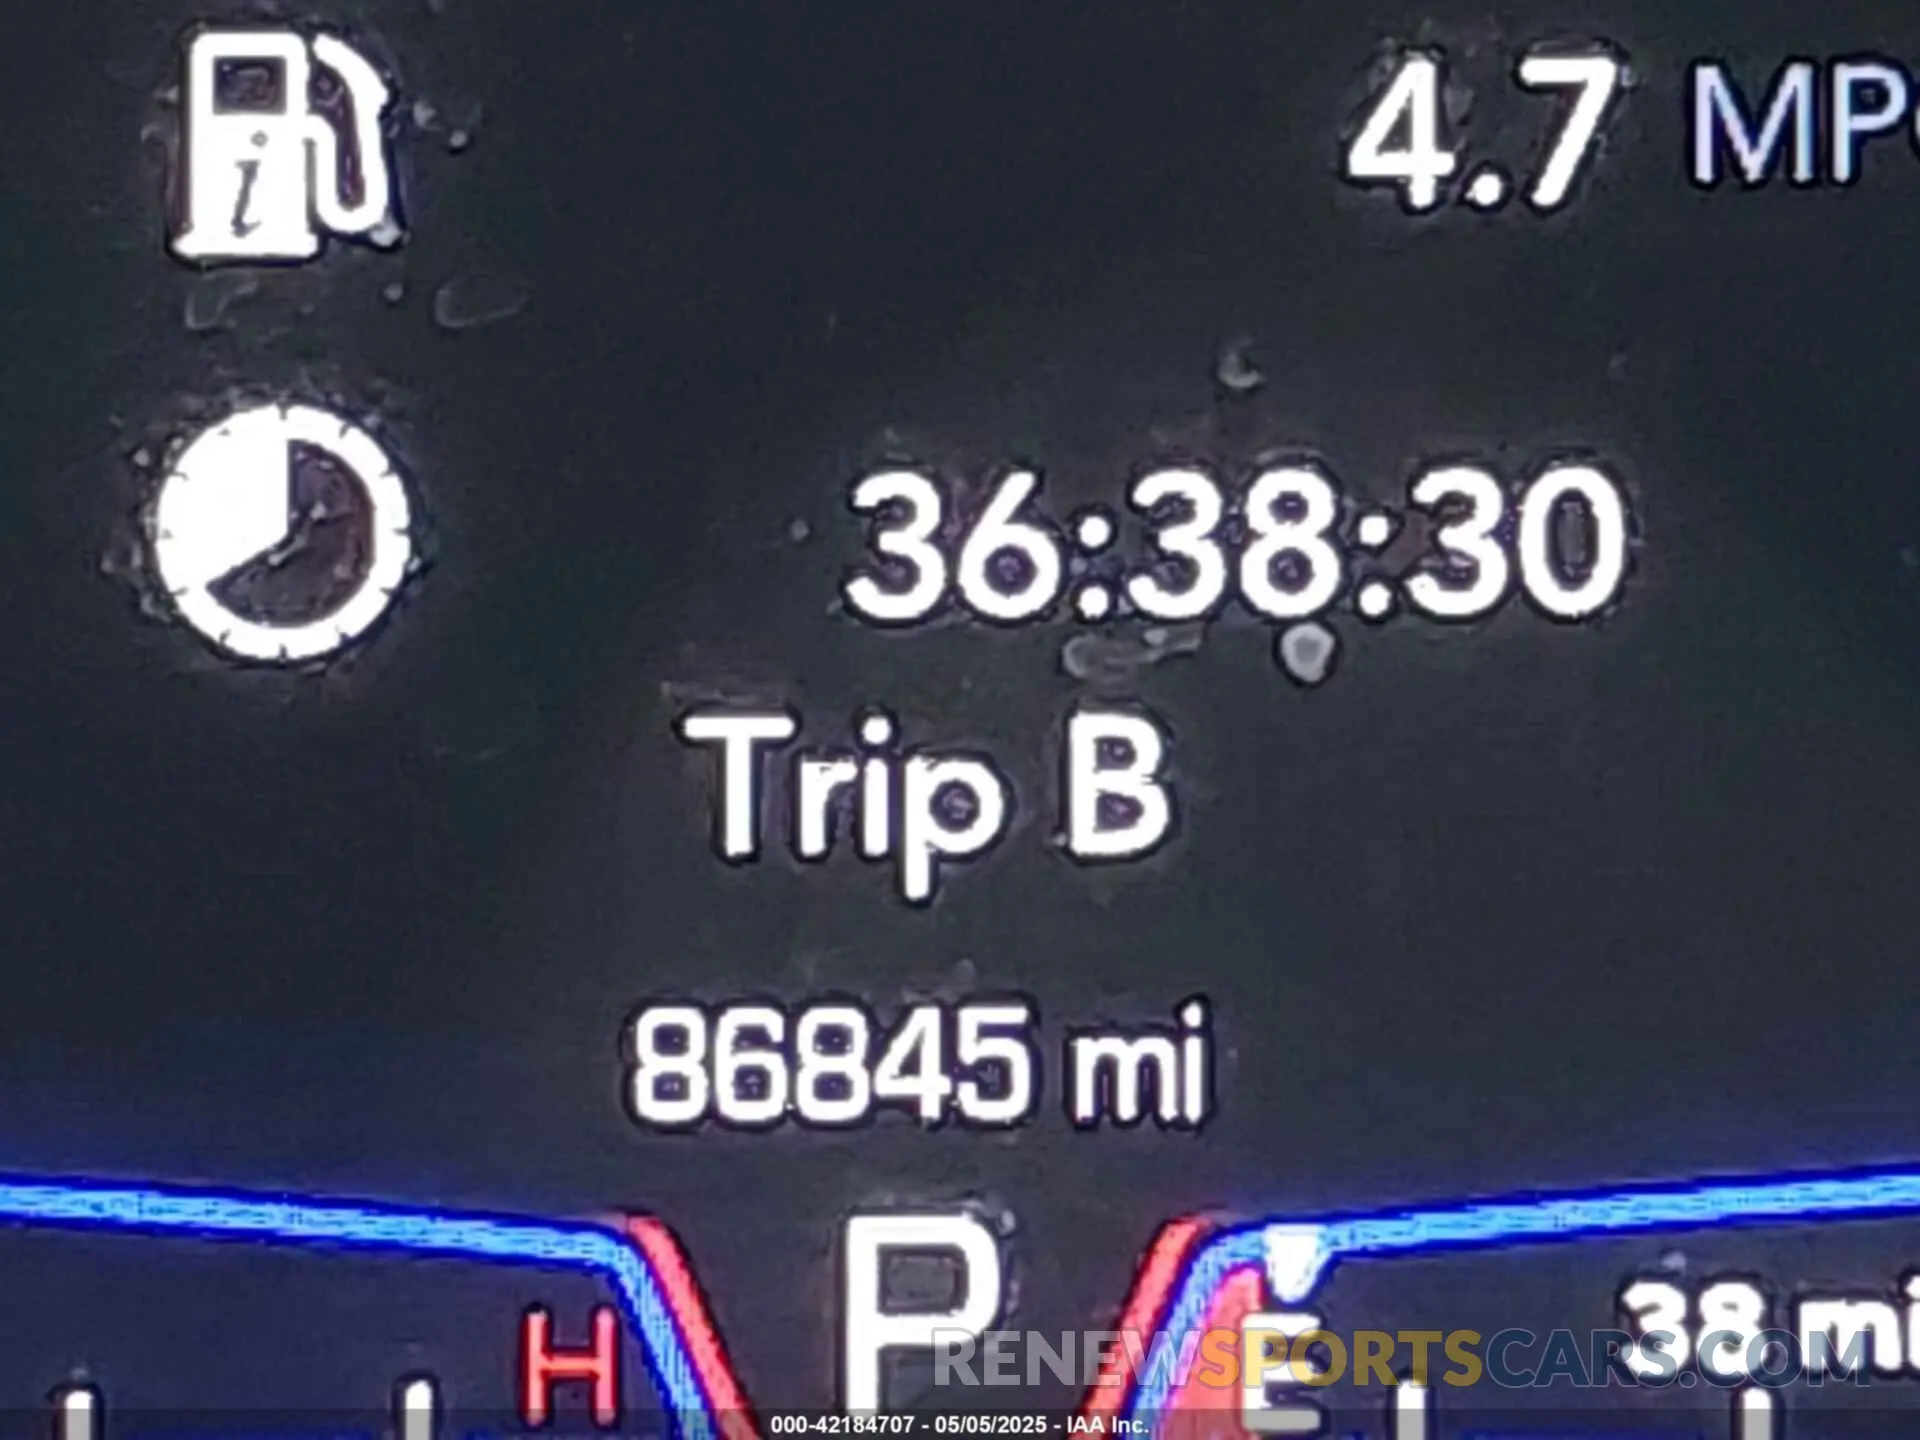 i
4.7 MPG
36:38:30
Trip B
86845 mi
P
H
E
38 mi
RENEWSPORTSCARS.COM
000-42184707 - 05/05/2025 - IAA Inc.